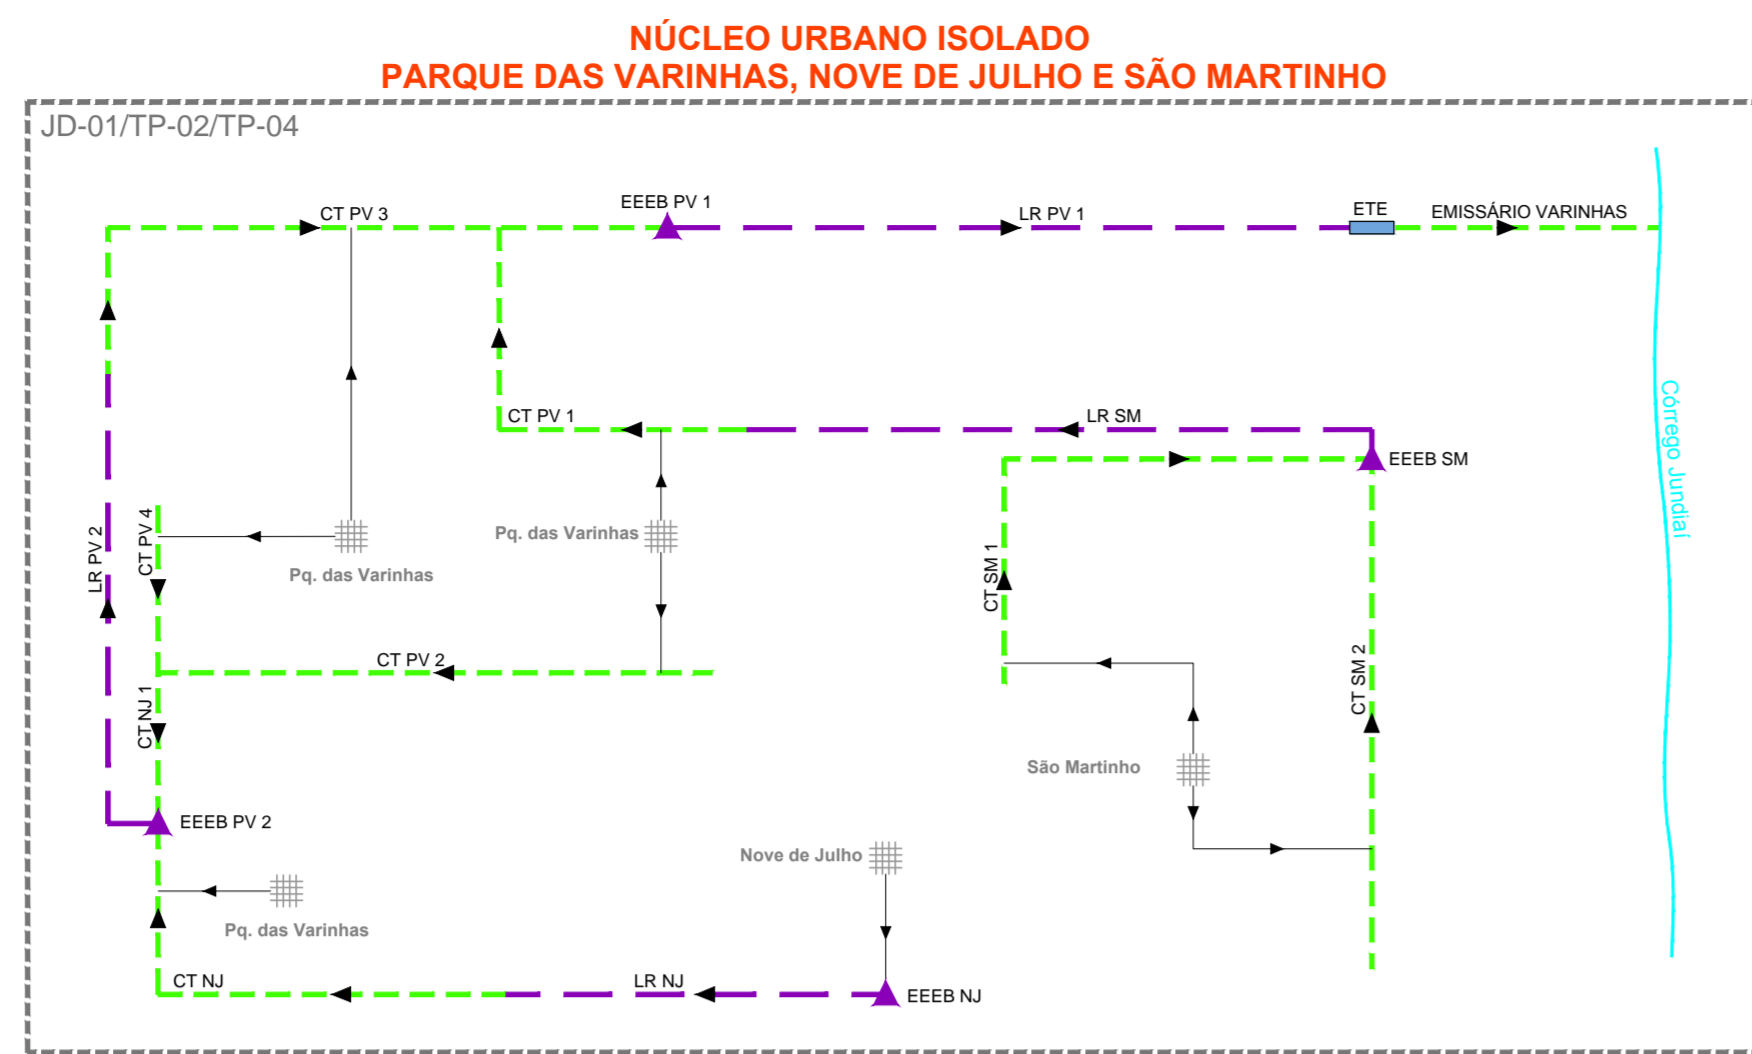 NÚCLEO URBANO ISOLADO
PARQUE DAS VARINHAS, NOVE DE JULHO E SÃO MARTINHO
JD-01/TP-02/TP-04
CT PV 3
EEEB PV 1
LR PV 1
ETE
EMISSÁRIO VARINHAS
CT PV 1
LR SM
EEEB SM
Córrego Jundiaí
LR PV 2
CT PV 4
Pq. das Varinhas
Pq. das Varinhas
CT SM 1
CT PV 2
CT SM 2
CT NJ 1
São Martinho
EEEB PV 2
Nove de Julho
Pq. das Varinhas
CT NJ
LR NJ
EEEB NJ